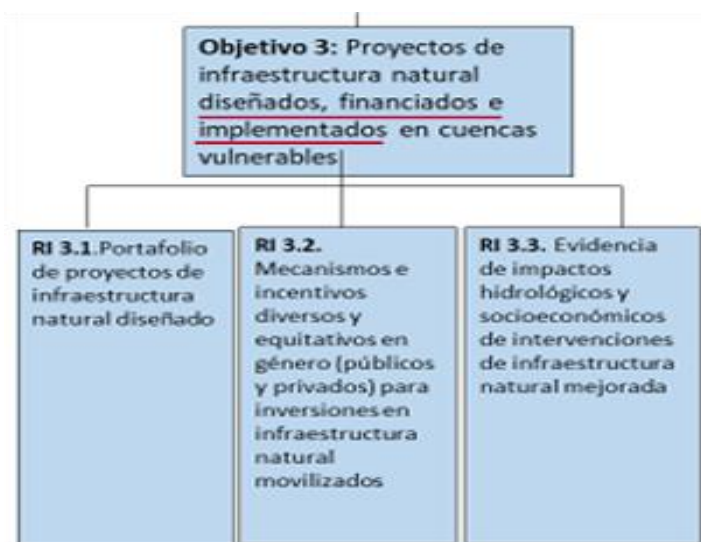 Objetivo 3: Proyectos de
infraestructura natural
diseñados, financiados e
implementados en cuencas
vulnerables
RI 3.1.Portafolio
de proyectos de
infraestructura
natural diseñado
RI 3.2.
Mecanismos e
incentivos
diversos y
equitativos en
género (públicos
y privados) para
inversiones en
infraestructura
natural
movilizados
RI 3.3. Evidencia
de impactos
hidrológicos y
socioeconómicos
de intervenciones
de infraestructura
natural mejorada